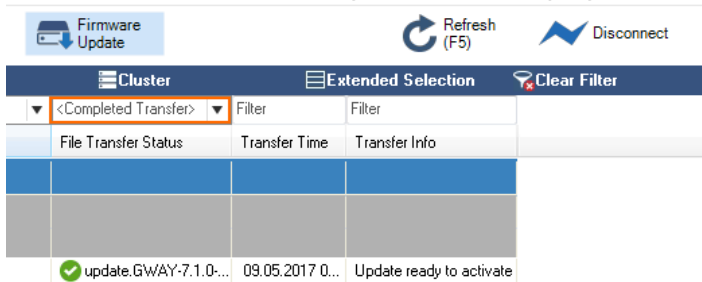 Firmware
Update
Refresh
(F5)
Disconnect
Cluster
Extended Selection
Clear Filter
<Completed Transfer>
Filter
Filter
File Transfer Status
Transfer Time
Transfer Info
update.GWAY-7.1.0-...
09.05.2017 0...
Update ready to activate